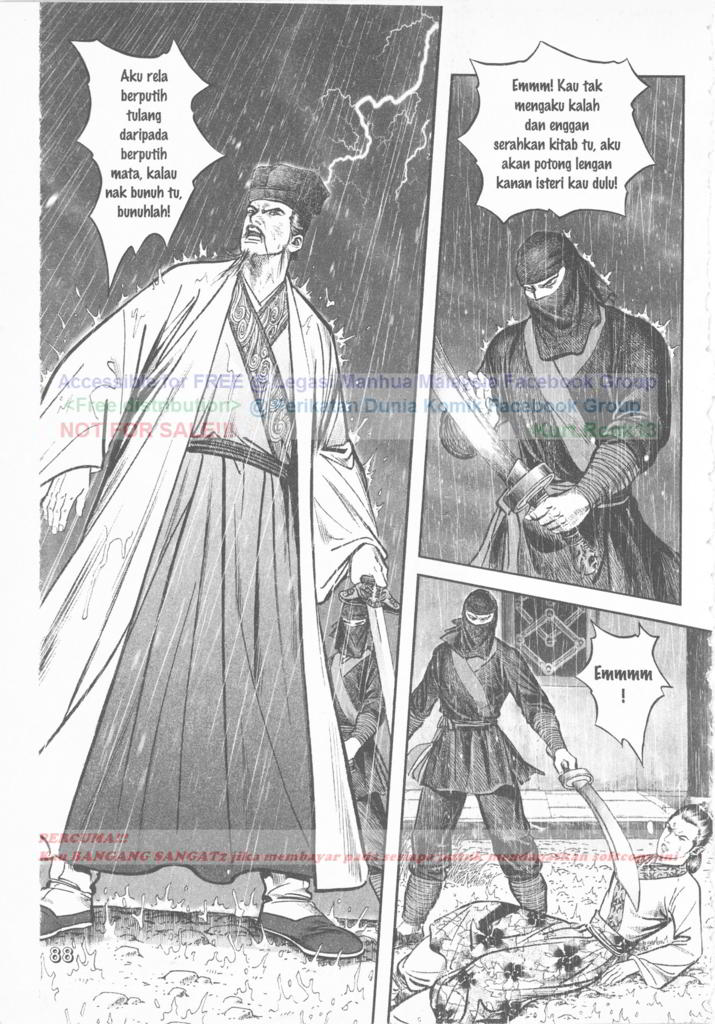 Aku rela
berputih
tulang
daripada
berputih
mata, kalau
nak bunuh tu,
bunuhlah!
Emmm! Kau tak
mengaku kalah
dan enggan
serahkan kitab tu, aku
akan potong lengan
kanan isteri kau dulu!
Accessible for FREE @ Legasi Manhua Malaysia Facebook Group
<Free distribution> @ Perikatan Dunia Komik Facebook Group
NOT FOR SALE!!!
Kurt.Rock13
Emmmm
!
PERCUMA!!!
Kau BANGANG SANGATz jika membayar pada sesiapa untuk mendapatkan softcopy ini
88